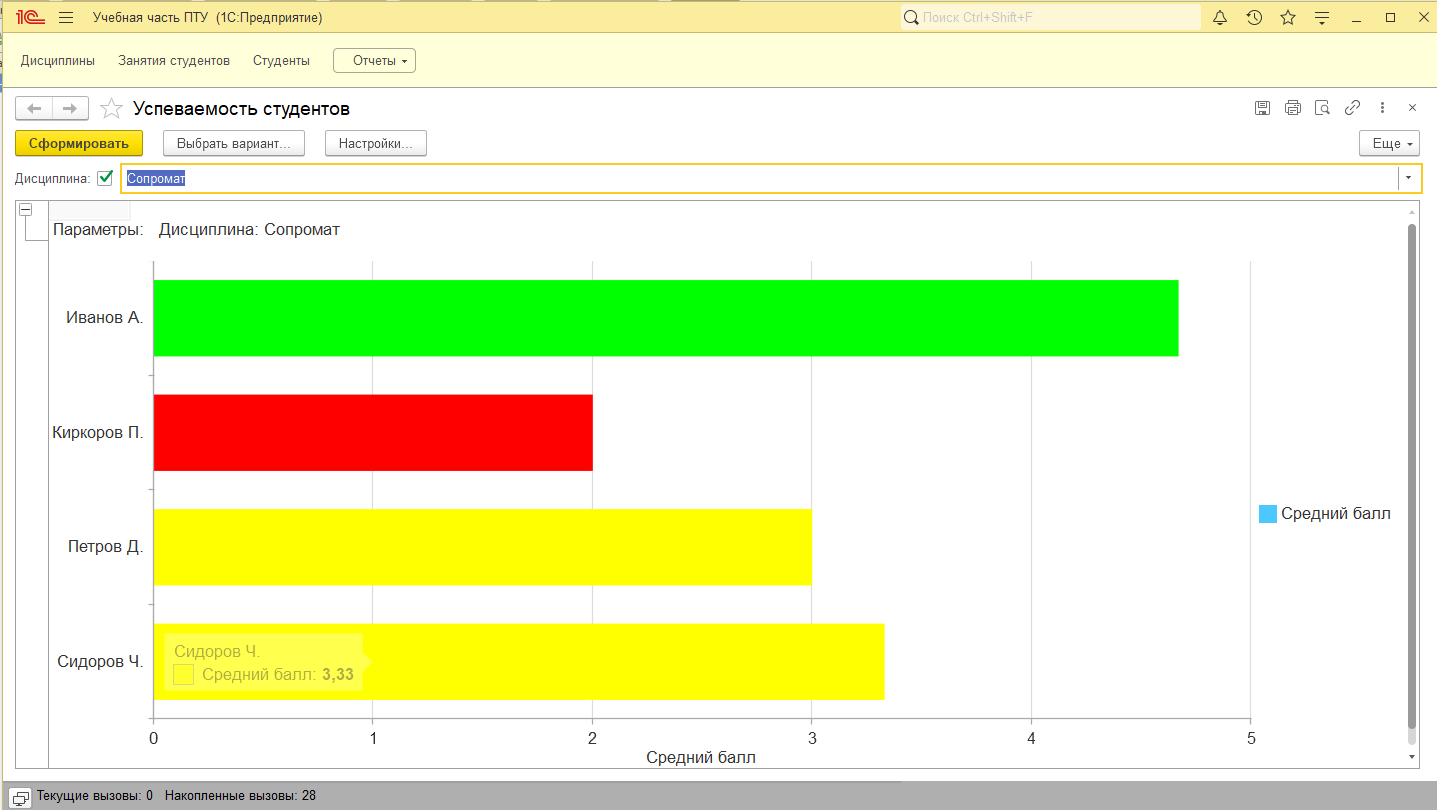 1С Учебная часть ПТУ (1С:Предприятие) Поиск Ctrl+Shift+F
Дисциплины Занятия студентов Студенты Отчеты
Успеваемость студентов
Сформировать Выбрать вариант... Настройки... Еще
Дисциплина: Сопромат
Параметры: Дисциплина: Сопромат
Иванов А.
Киркоров П.
Средний балл
Петров Д.
Сидоров Ч.
Сидоров Ч.
Средний балл: 3,33
0 1 2 3 4 5
Средний балл
Текущие вызовы: 0 Накопленные вызовы: 28